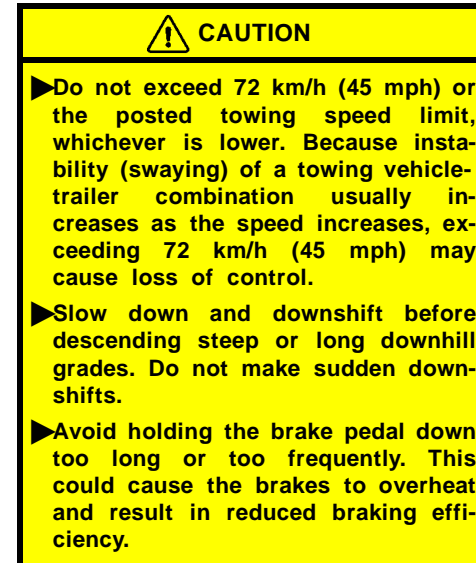 CAUTION
Do not exceed 72 km/h (45 mph) or
the posted towing speed limit,
whichever is lower. Because insta-
bility (swaying) of a towing vehicle-
trailer combination usually in-
creases as the speed increases, ex-
ceeding 72 km/h (45 mph) may
cause loss of control.
Slow down and downshift before
descending steep or long downhill
grades. Do not make sudden down-
shifts.
Avoid holding the brake pedal down
too long or too frequently. This
could cause the brakes to overheat
and result in reduced braking effi-
ciency.